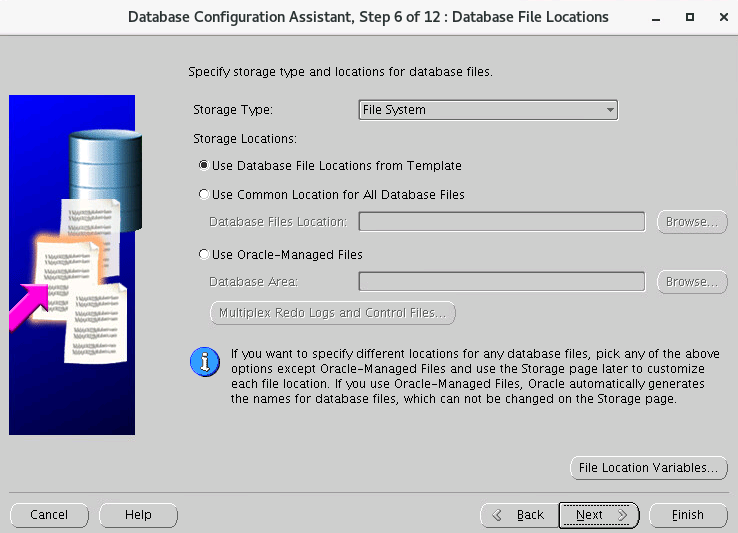 Database Configuration Assistant, Step 6 of 12 : Database File Locations
Specify storage type and locations for database files.
Storage Type: File System
Storage Locations:
Use Database File Locations from Template
Use Common Location for All Database Files
Database Files Location: Browse...
Use Oracle-Managed Files
Database Area: Browse...
Multiplex Redo Logs and Control Files...
If you want to specify different locations for any database files, pick any of the above
options except Oracle-Managed Files and use the Storage page later to customize
each file location. If you use Oracle-Managed Files, Oracle automatically generates
the names for database files, which can not be changed on the Storage page.
File Location Variables...
Cancel Help Back Next Finish